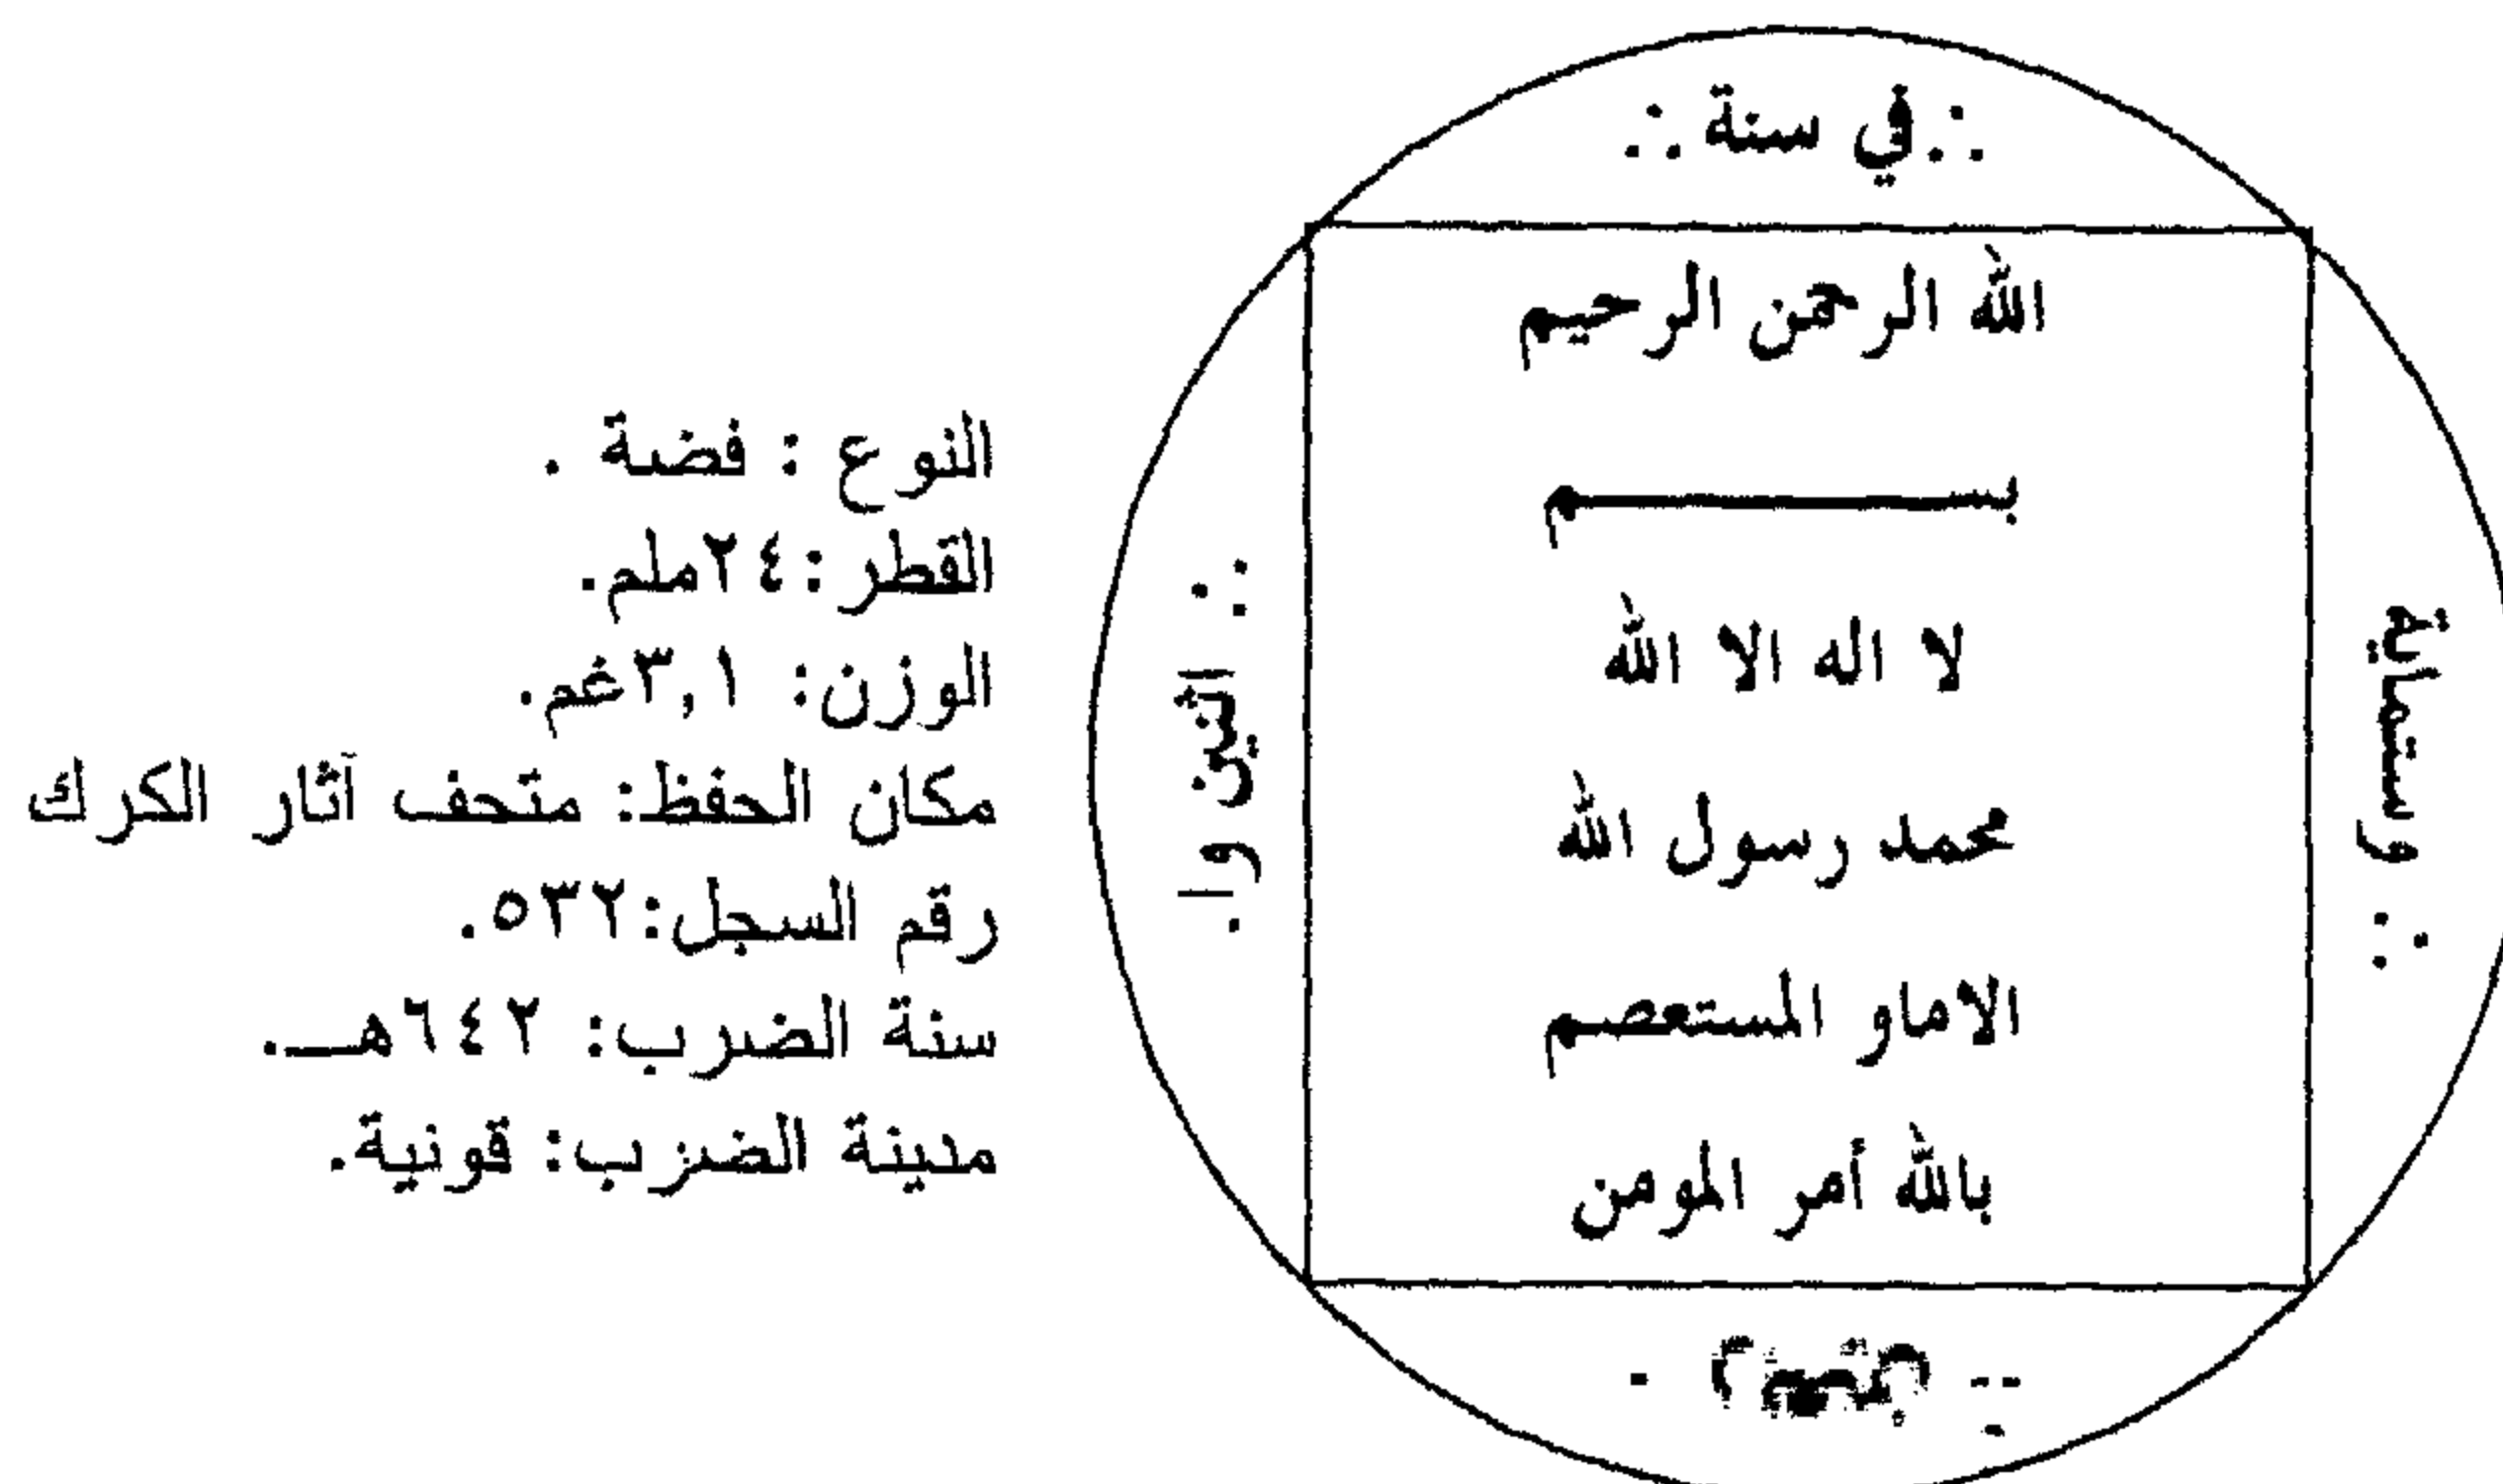 في سنة
الله الرحمن الرحيم
بســـــــم
لا اله الا الله
محمد رسول الله
الاماو المستعصم
بالله أمر المومن
النوع : فضة .
القطر :٢٤ملم.
الوزن: ٣,١غم.
مكان الحفظ: متحف آثار الكرك
رقم السجل:٥٣٢.
سنة الضرب: ٦٤٢هـ.
مدينة الضرب: قونية.